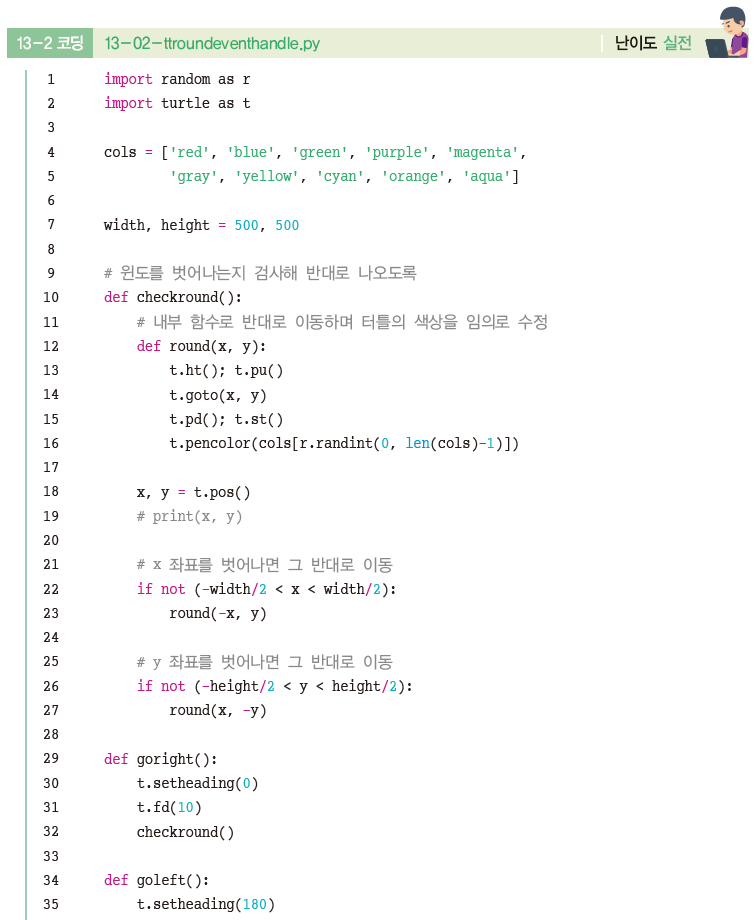 13-2 코딩 13-02-ttroundeventhandle.py 난이도 실전
1 import random as r
2 import turtle as t
3
4 cols = ['red', 'blue', 'green', 'purple', 'magenta',
5 'gray', 'yellow', 'cyan', 'orange', 'aqua']
6
7 width, height = 500, 500
8
9 # 윈도를 벗어나는지 검사해 반대로 나오도록
10 def checkround():
11 # 내부 함수로 반대로 이동하며 터틀의 색상을 임의로 수정
12 def round(x, y):
13 t.ht(); t.pu()
14 t.goto(x, y)
15 t.pd(); t.st()
16 t.pencolor(cols[r.randint(0, len(cols)-1)])
17
18 x, y = t.pos()
19 # print(x, y)
20
21 # x 좌표를 벗어나면 그 반대로 이동
22 if not (-width/2 < x < width/2):
23 round(-x, y)
24
25 # y 좌표를 벗어나면 그 반대로 이동
26 if not (-height/2 < y < height/2):
27 round(x, -y)
28
29 def goright():
30 t.setheading(0)
31 t.fd(10)
32 checkround()
33
34 def goleft():
35 t.setheading(180)